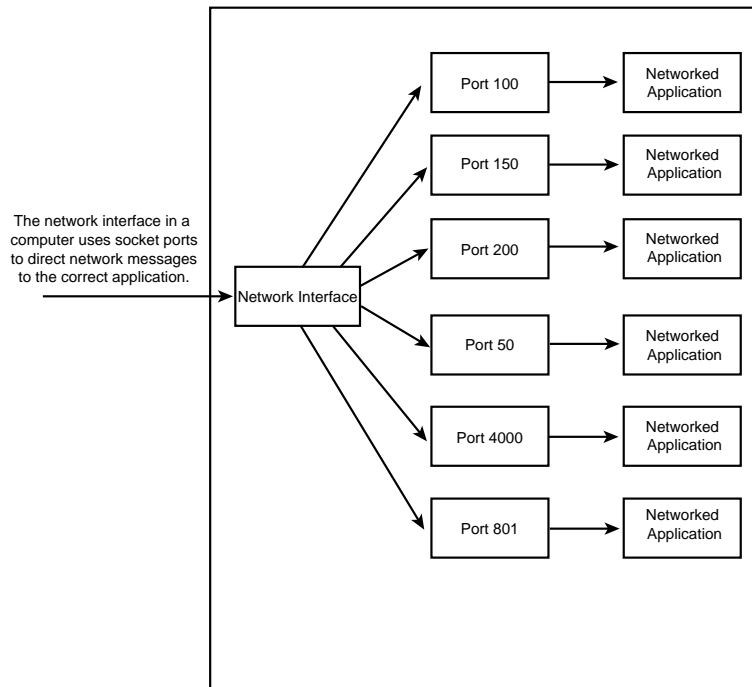 Port 100
Networked
Application
Port 150
Networked
Application
The network interface in a
computer uses socket ports
to direct network messages
to the correct application.
Port 200
Networked
Application
Network Interface
Port 50
Networked
Application
Port 4000
Networked
Application
Port 801
Networked
Application